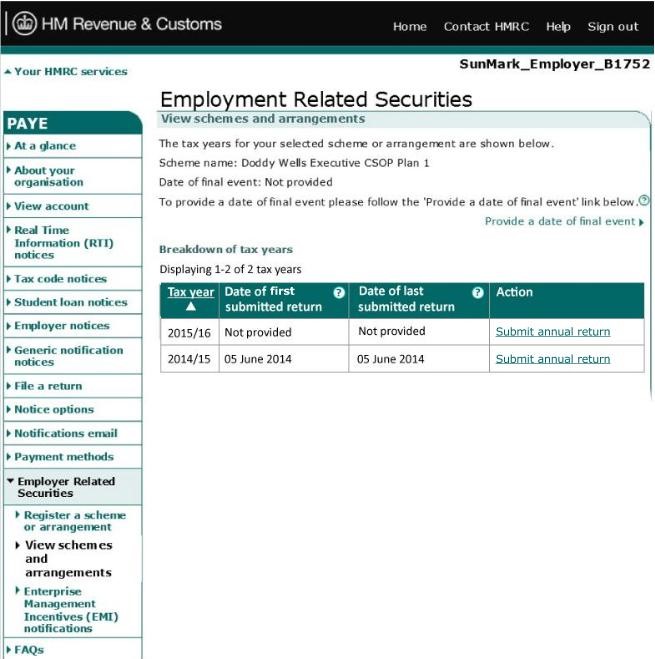 HM Revenue & Customs
Home Contact HMRC Help Sign out
SunMark_Employer_B1752
Your HMRC services
PAYE
At a glance
About your
organisation
View account
Real Time
Information (RTI)
notices
Tax code notices
Student loan notices
Employer notices
Generic notification
notices
File a return
Notice options
Notifications email
Payment methods
Employer Related
Securities
Register a scheme
or arrangement
View schemes
and
arrangements
Enterprise
Management
Incentives (EMI)
notifications
FAQs
Employment Related Securities
View schemes and arrangements
The tax years for your selected scheme or arrangement are shown below.
Scheme name: Doddy Wells Executive CSOP Plan 1
Date of final event: Not provided
To provide a date of final event please follow the 'Provide a date of final event' link below. ?
Provide a date of final event
Breakdown of tax years
Displaying 1-2 of 2 tax years
Tax year Date of first ? Date of last ? Action
▲ submitted return submitted return
2015/16 Not provided Not provided Submit annual return
2014/15 05 June 2014 05 June 2014 Submit annual return